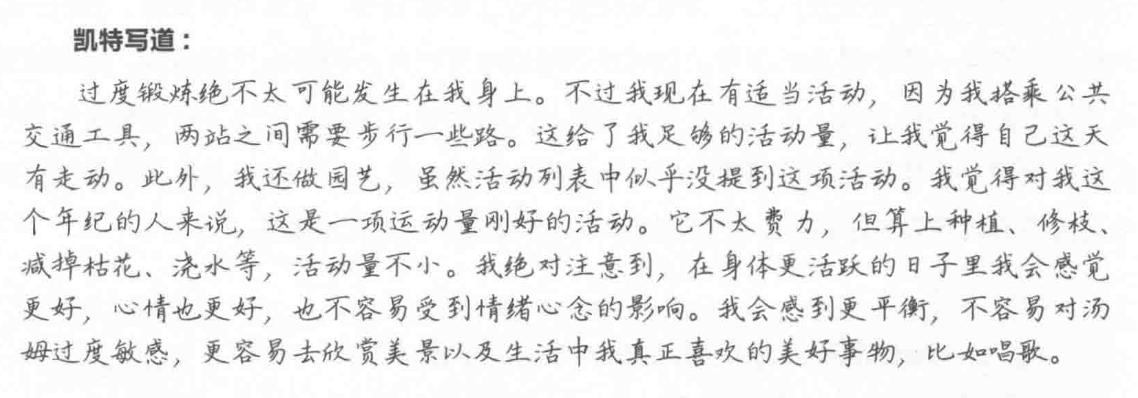 凯特写道：
过度锻炼绝不太可能发生在我身上。不过我现在有适当活动，因为我搭乘公共
交通工具，两站之间需要步行一些路。这给了我足够的活动量，让我觉得自己这天
有走动。此外，我还做园艺，虽然活动列表中似乎没提到这项活动。我觉得对我这
个年纪的人来说，这是一项运动量刚好的活动。它不太费力，但算上种植、修枝、
减掉枯花、浇水等，活动量不小。我绝对注意到，在身体更活跃的日子里我会感觉
更好，心情也更好，也不容易受到情绪心念的影响。我会感到更平衡，不容易对汤
姆过度敏感，更容易去欣赏美景以及生活中我真正喜欢的美好事物，比如唱歌。